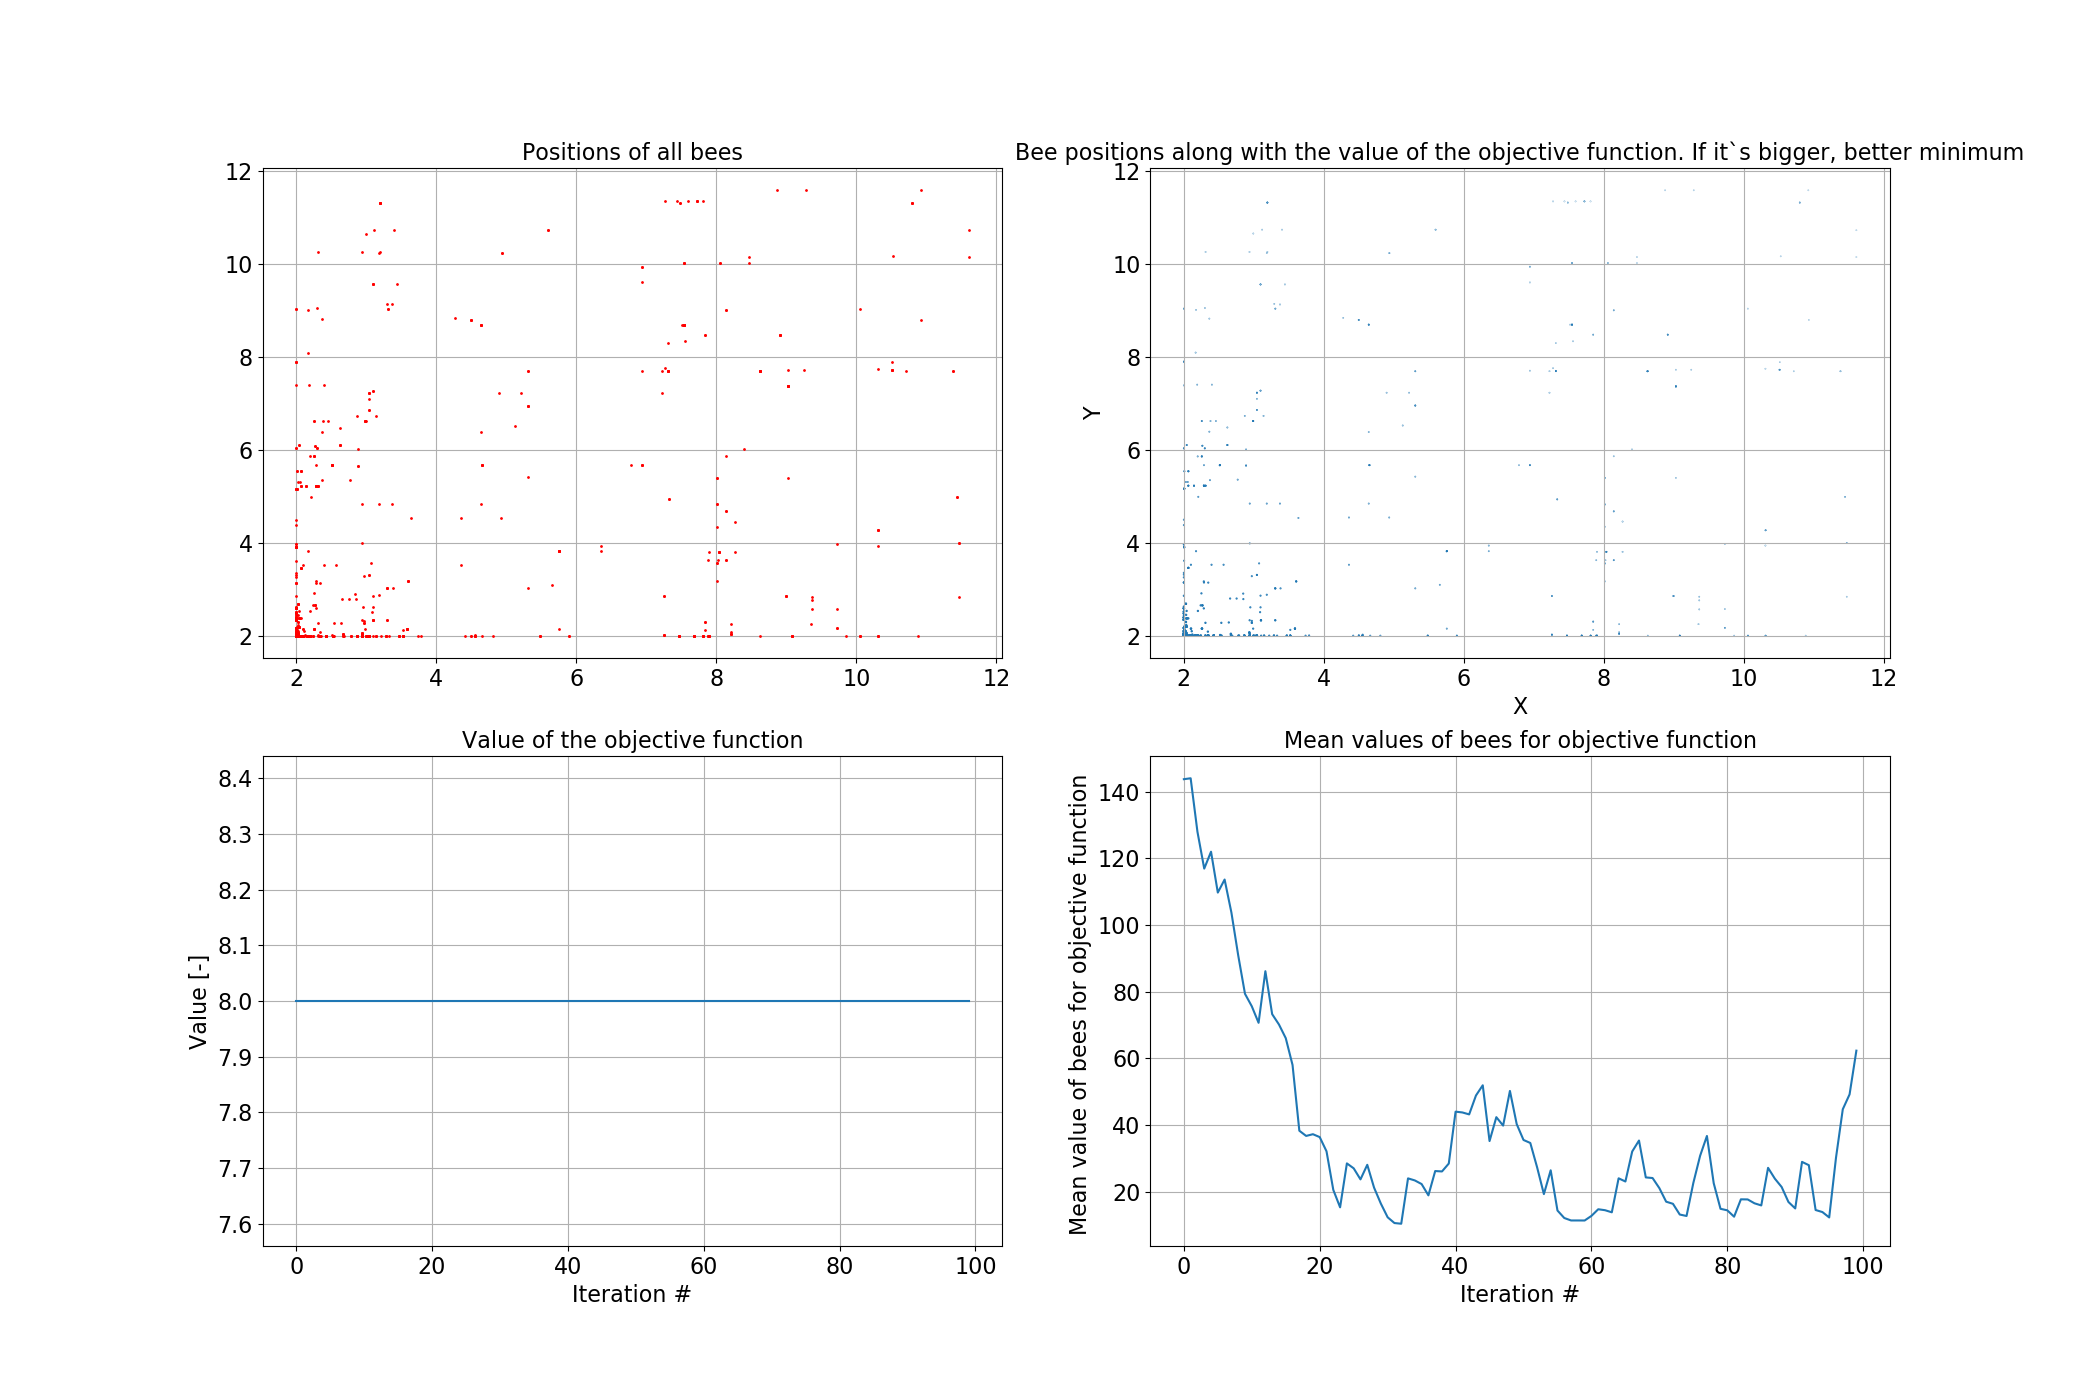 Positions of all bees
12
10
8
6
4
2
2 4 6 8 10 12
Bee positions along with the value of the objective function. If it`s bigger, better minimum
12
10
8
6
4
2
Y
2 4 6 8 10 12
X
Value of the objective function
8.4
8.3
8.2
8.1
8.0
7.9
7.8
7.7
7.6
Value [-]
0 20 40 60 80 100
Iteration #
Mean values of bees for objective function
140
120
100
80
60
40
20
Mean value of bees for objective function
0 20 40 60 80 100
Iteration #